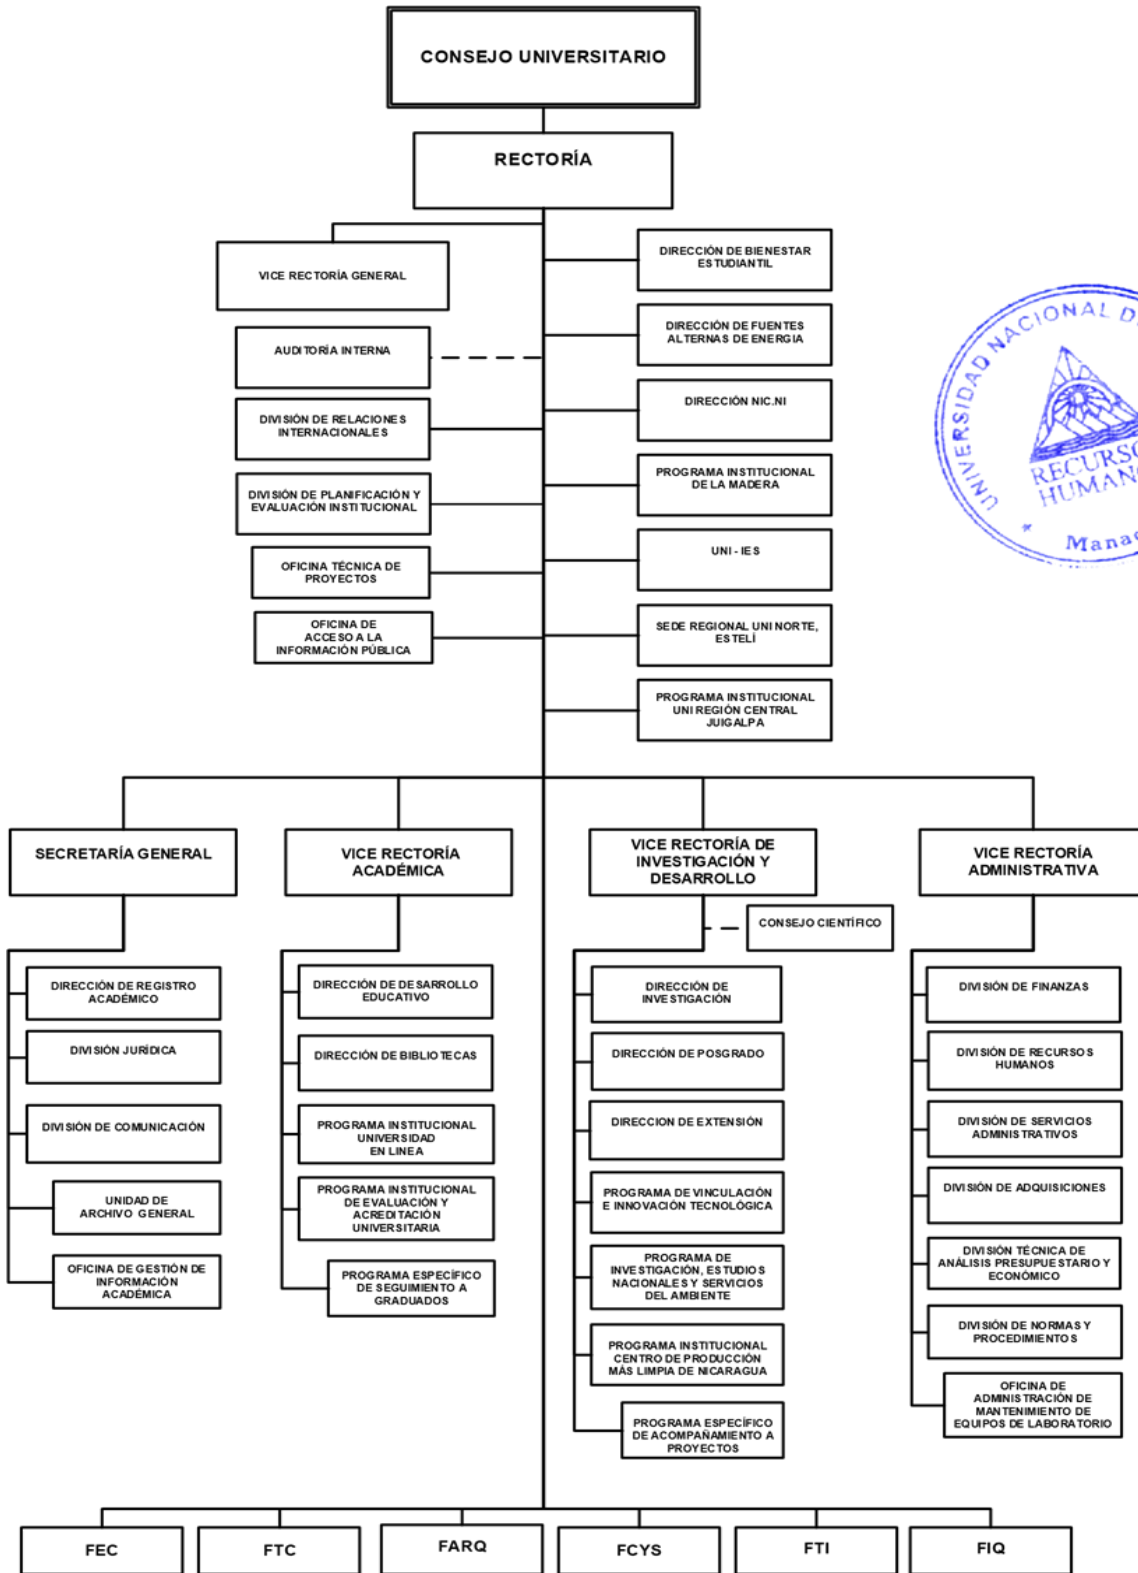 CONSEJO UNIVERSITARIO
RECTORÍA
VICE RECTORÍA GENERAL
AUDITORÍA INTERNA
DIVISIÓN DE RELACIONES
INTERNACIONALES
DIVISIÓN DE PLANIFICACIÓN Y
EVALUACIÓN INSTITUCIONAL
OFICINA TÉCNICA DE
PROYECTOS
OFICINA DE
ACCESO A LA
INFORMACIÓN PÚBLICA
DIRECCIÓN DE BIENESTAR
ESTUDIANTIL
DIRECCIÓN DE FUENTES
ALTERNAS DE ENERGIA
DIRECCIÓN NIC.NI
PROGRAMA INSTITUCIONAL
DE LA MADERA
UNI - IES
SEDE REGIONAL UNI NORTE,
ESTELÍ
PROGRAMA INSTITUCIONAL
UNI REGIÓN CENTRAL
JUIGALPA
UNIVERSIDAD NACIONAL D
RECURSO
HUMANO
* Mana
SECRETARÍA GENERAL
DIRECCIÓN DE REGISTRO
ACADÉMICO
DIVISIÓN JURÍDICA
DIVISIÓN DE COMUNICACIÓN
UNIDAD DE
ARCHIVO GENERAL
OFICINA DE GESTIÓN DE
INFORMACIÓN
ACADÉMICA
VICE RECTORÍA
ACADÉMICA
DIRECCIÓN DE DESARROLLO
EDUCATIVO
DIRECCIÓN DE BIBLIOTECAS
PROGRAMA INSTITUCIONAL
UNIVERSIDAD
EN LINEA
PROGRAMA INSTITUCIONAL
DE EVALUACIÓN Y
ACREDITACIÓN
UNIVERSITARIA
PROGRAMA ESPECÍFICO
DE SEGUIMIENTO A
GRADUADOS
VICE RECTORÍA DE
INVESTIGACIÓN Y
DESARROLLO
CONSEJO CIENTÍFICO
DIRECCIÓN DE
INVESTIGACIÓN
DIRECCIÓN DE POSGRADO
DIRECCION DE EXTENSIÓN
PROGRAMA DE VINCULACIÓN
E INNOVACIÓN TECNOLÓGICA
PROGRAMA DE
INVESTIGACIÓN, ESTUDIOS
NACIONALES Y SERVICIOS
DEL AMBIENTE
PROGRAMA INSTITUCIONAL
CENTRO DE PRODUCCIÓN
MÁS LIMPIA DE NICARAGUA
PROGRAMA ESPECÍFICO
DE ACOMPAÑAMIENTO A
PROYECTOS
VICE RECTORÍA
ADMINISTRATIVA
DIVISIÓN DE FINANZAS
DIVISIÓN DE RECURSOS
HUMANOS
DIVISIÓN DE SERVICIOS
ADMINISTRATIVOS
DIVISIÓN DE ADQUISICIONES
DIVISIÓN TÉCNICA DE
ANÁLISIS PRESUPUESTARIO Y
ECONÓMICO
DIVISIÓN DE NORMAS Y
PROCEDIMIENTOS
OFICINA DE
ADMINISTRACIÓN DE
MANTENIMIENTO DE
EQUIPOS DE LABORATORIO
FEC
FTC
FARQ
FCYS
FTI
FIQ